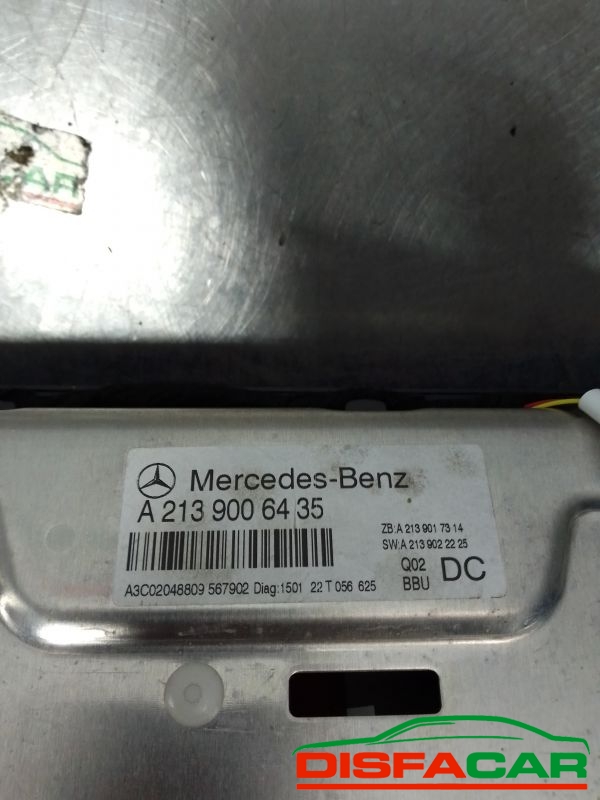 CAR
Mercedes-Benz
A 213 900 64 35
ZB:A 213 901 73 14
SW:A 213 902 22 25
Q02
BBU
DC
A3C02048809 567902 Diag:1501 22 T 056 625
DISFACAR